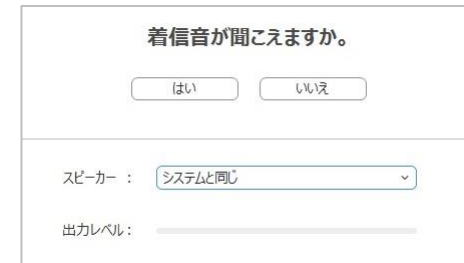 着信音が聞こえますか。
はい いいえ
スピーカー : システムと同じ
出力レベル :